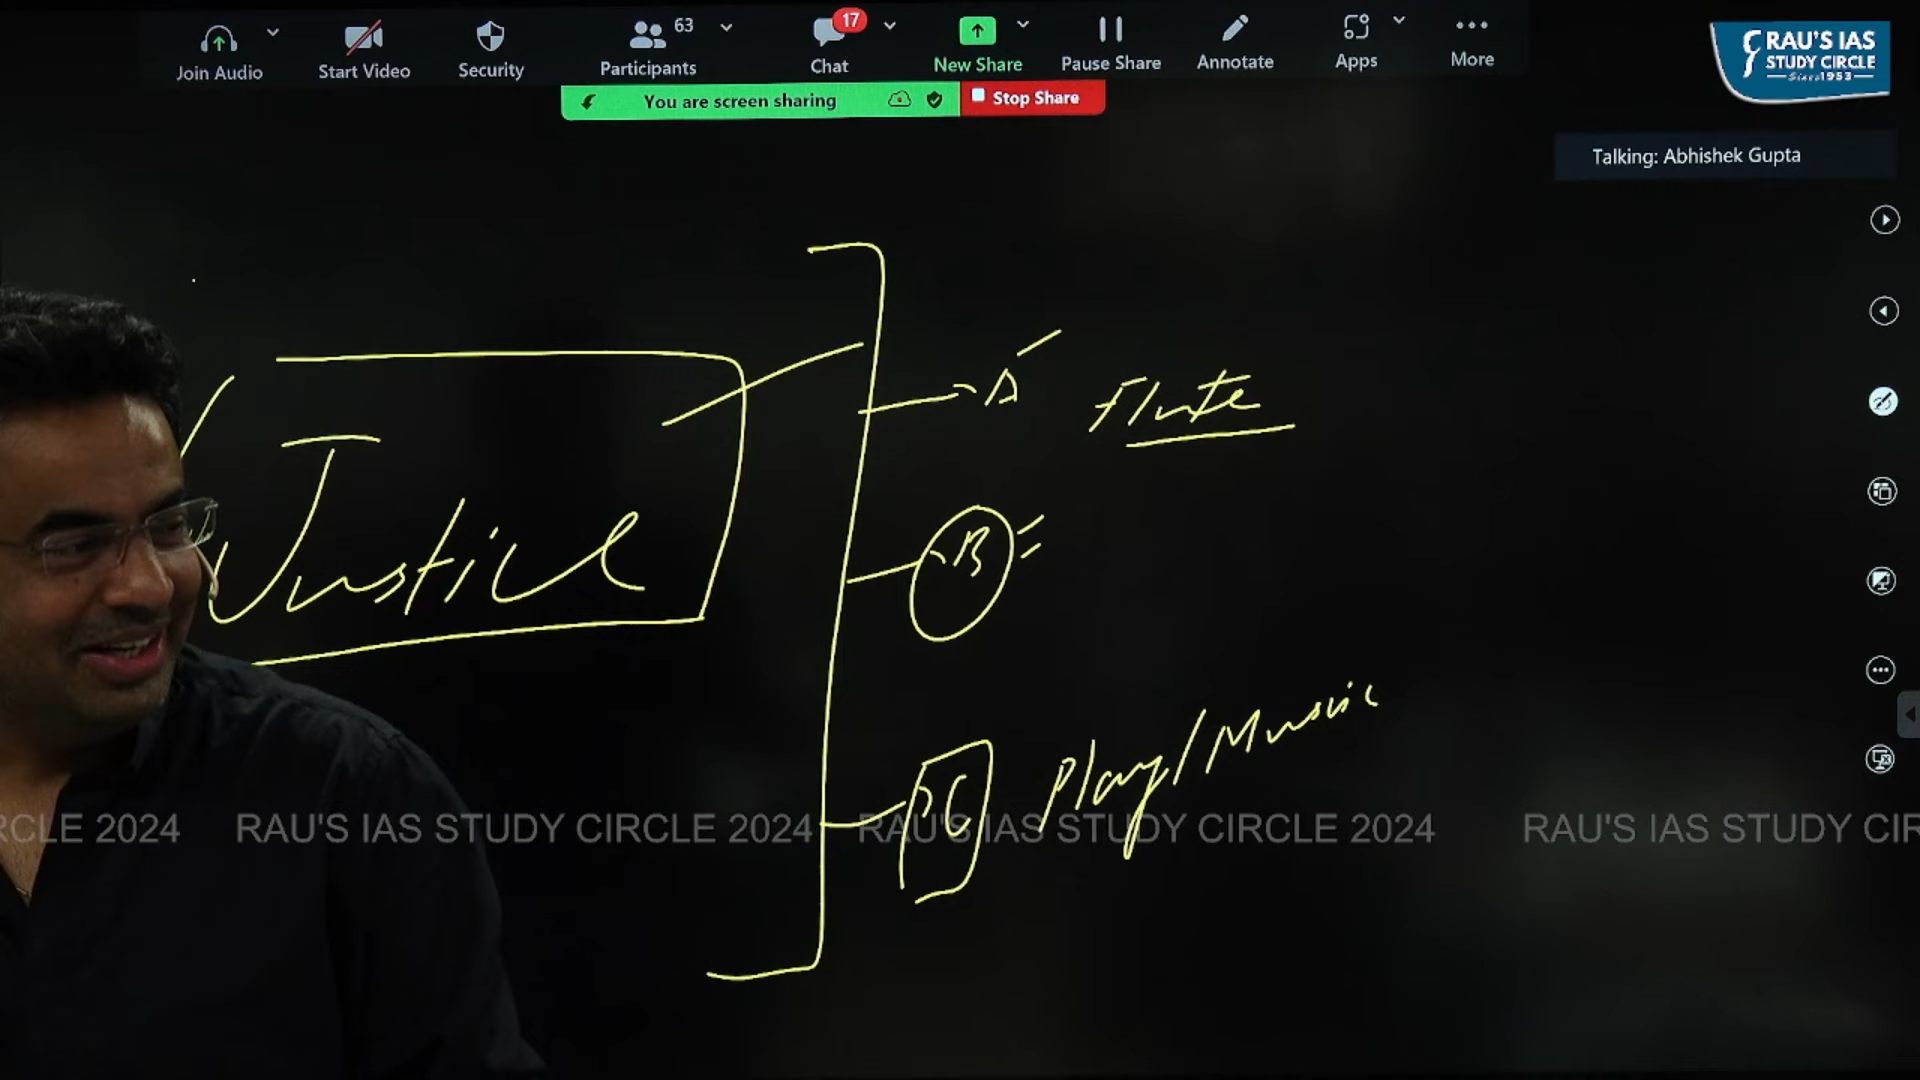 Join Audio
Start Video
Security
Participants
63
Chat
17
New Share
Pause Share
Annotate
Apps
More
You are screen sharing
Stop Share
RAU'S IAS
STUDY CIRCLE
Since 1953
Talking: Abhishek Gupta
A Flute
Justice
B
C Play/Music
RCLE 2024 RAU'S IAS STUDY CIRCLE 2024 RAU'S IAS STUDY CIRCLE 2024 RAU'S IAS STUDY CIR